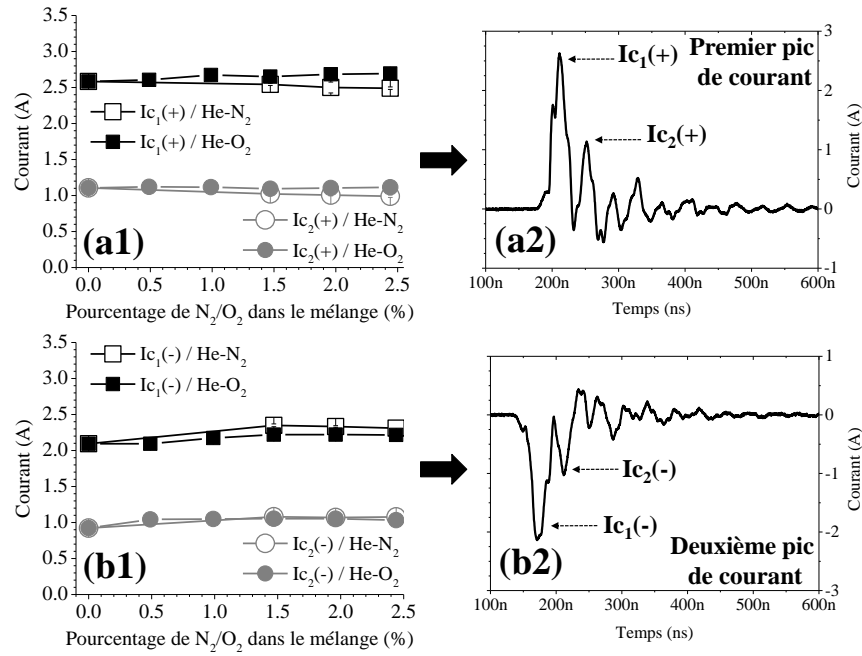 3.5
3.0
2.5
2.0
1.5
1.0
0.5
0.0
Courant (A)
Ic1(+) / He-N2
Ic1(+) / He-O2
Ic2(+) / He-N2
Ic2(+) / He-O2
(a1)
0.0 0.5 1.0 1.5 2.0 2.5
Pourcentage de N2/O2 dans le mélange (%)
Premier pic
de courant
Ic1(+)
Ic2(+)
(a2)
3
2
1
0
-1
Courant (A)
100n 200n 300n 400n 500n 600n
Temps (ns)
3.5
3.0
2.5
2.0
1.5
1.0
0.5
0.0
Courant (A)
Ic1(-) / He-N2
Ic1(-) / He-O2
Ic2(-) / He-N2
Ic2(-) / He-O2
(b1)
0.0 0.5 1.0 1.5 2.0 2.5
Pourcentage de N2/O2 dans le mélange (%)
Ic2(-)
Ic1(-)
Deuxième pic
de courant
(b2)
1
0
-1
-2
-3
Courant (A)
100n 200n 300n 400n 500n 600n
Temps (ns)